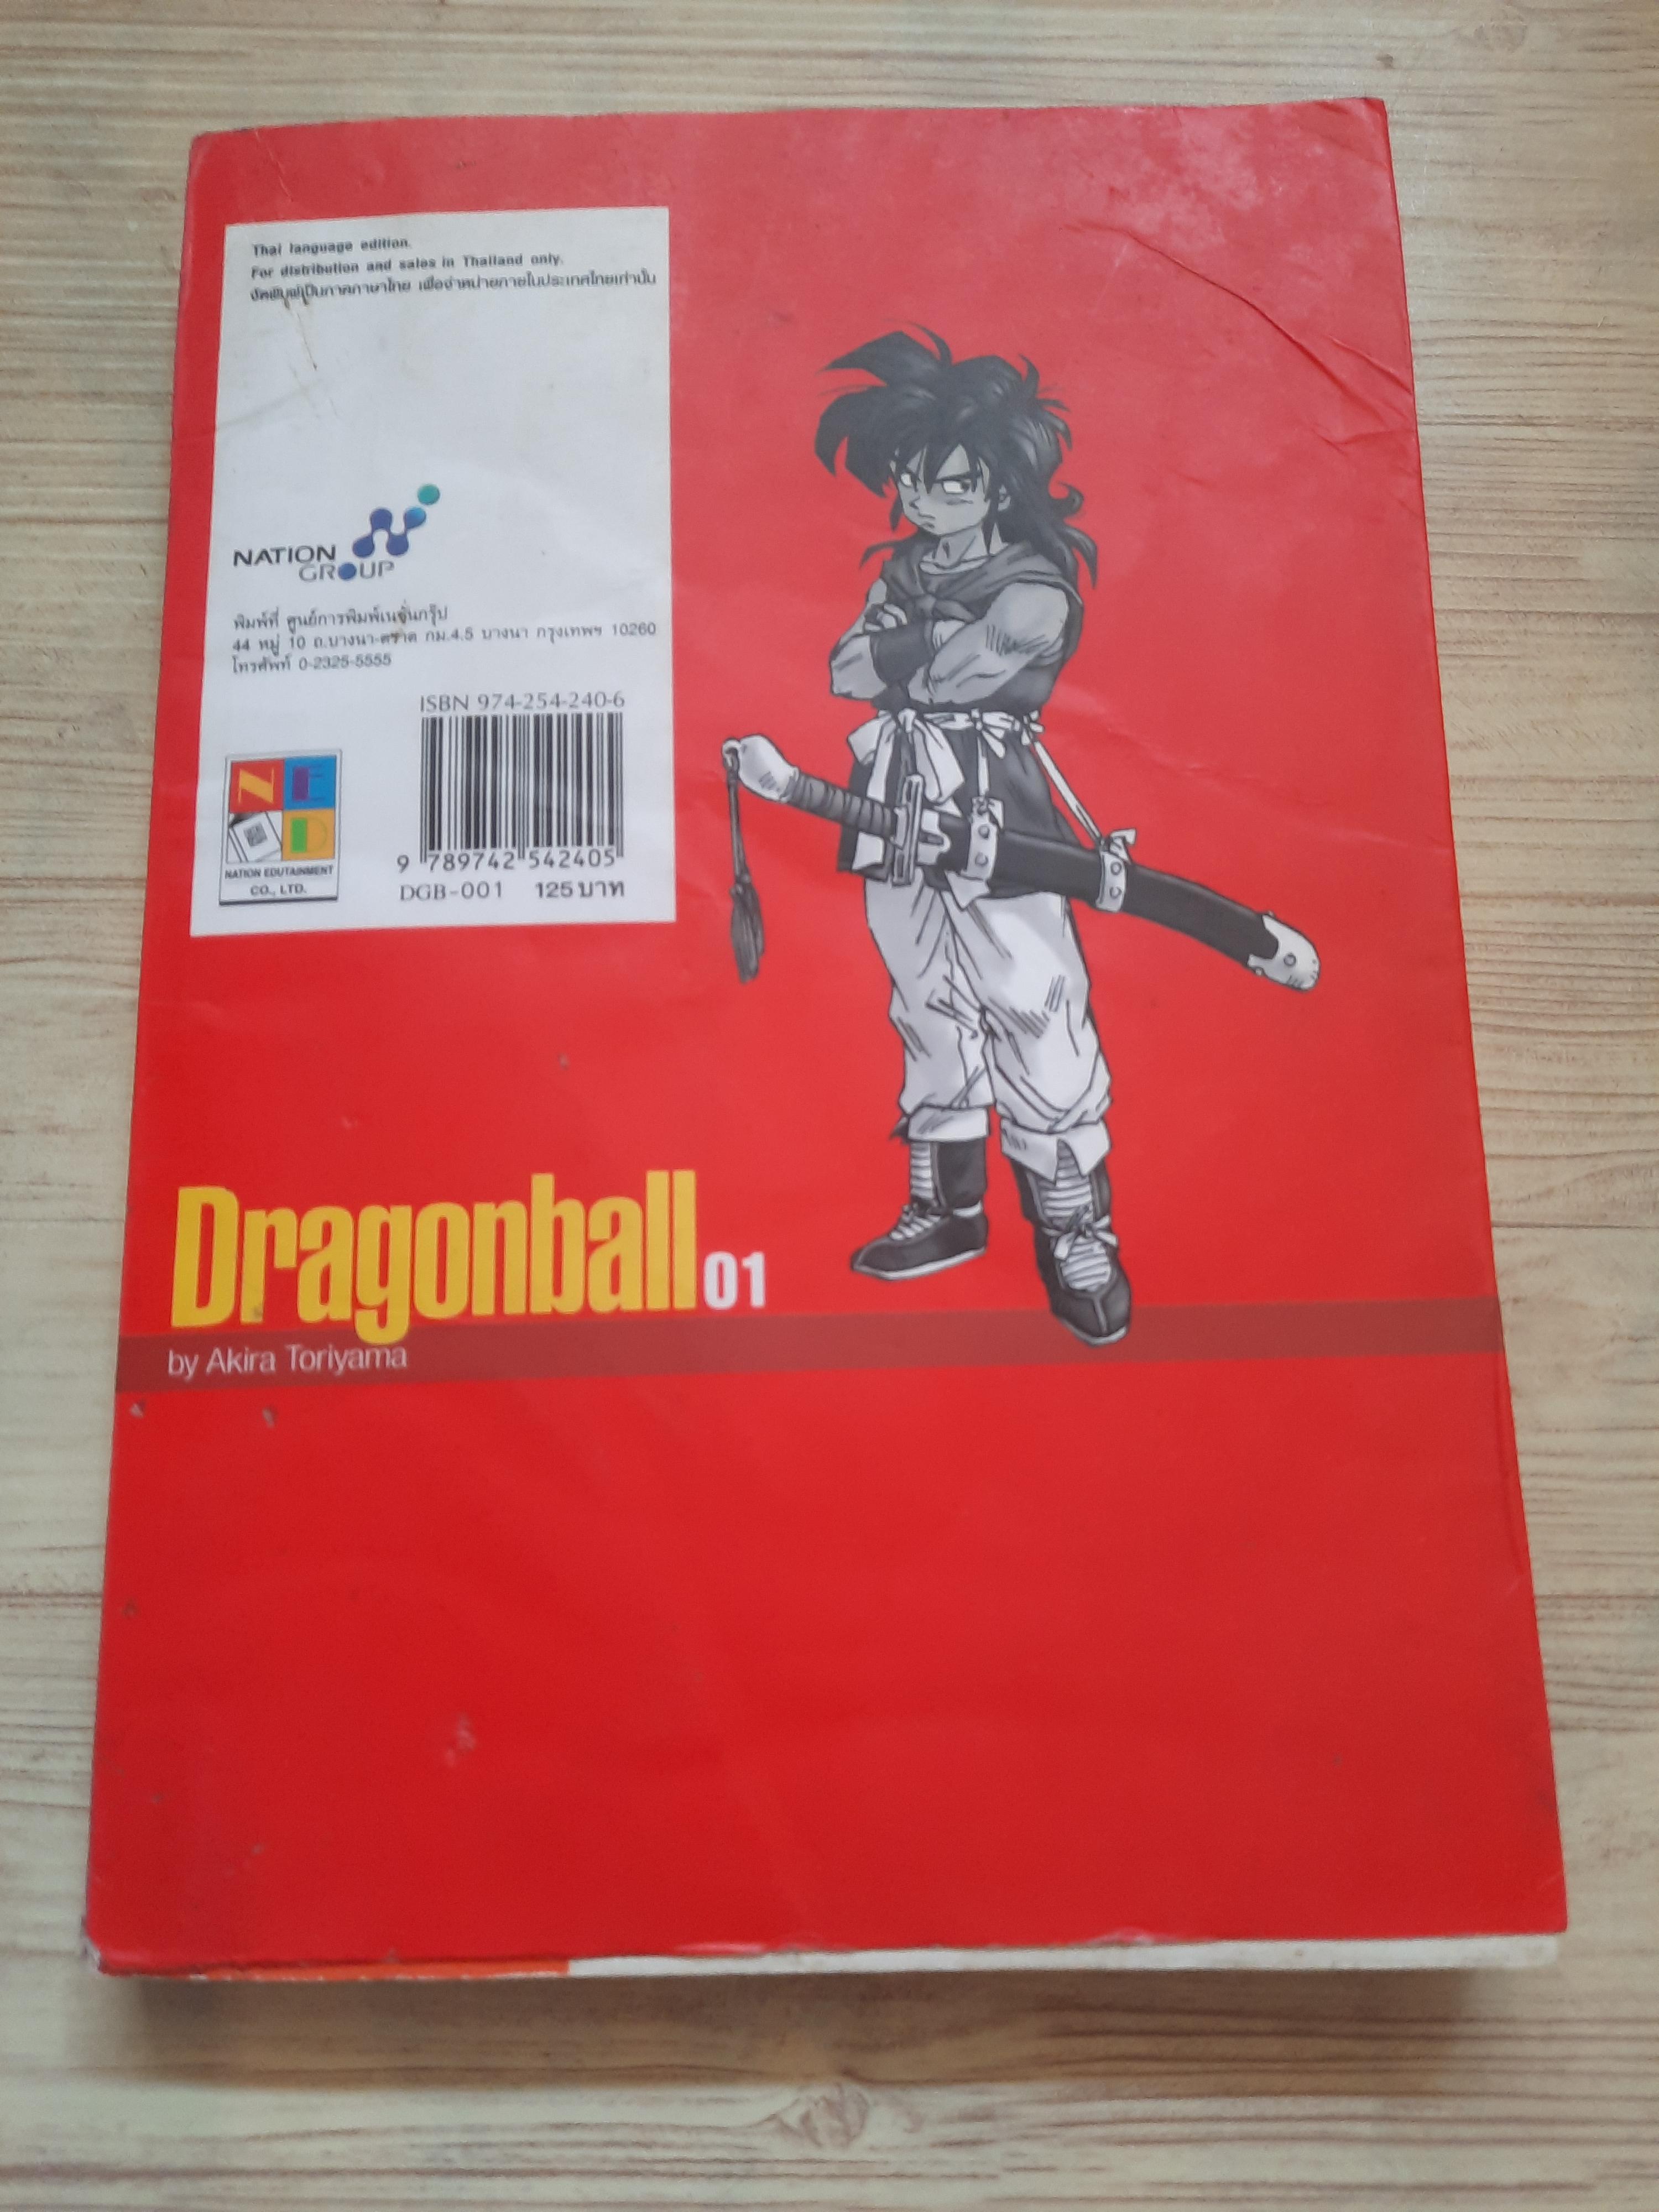 Thai language edition.
For distribution and sales in Thailand only.
จัดพิมพ์เป็นภาคภาษาไทย เพื่อจำหน่ายภายในประเทศไทยเท่านั้น
NATION
GROUP
พิมพ์ที่ ศูนย์การพิมพ์เนชั่นกรุ๊ป
44 หมู่ 10 ถ.บางนา-ตราด กม.4.5 บางนา กรุงเทพฯ 10260
โทรศัพท์ 0-2325-5555
ISBN 974-254-240-6
9 789742 542405
DGB-001 125 บาท
N E
D
NATION EDUTAINMENT
CO., LTD.
Dragonball 01
by Akira Toriyama